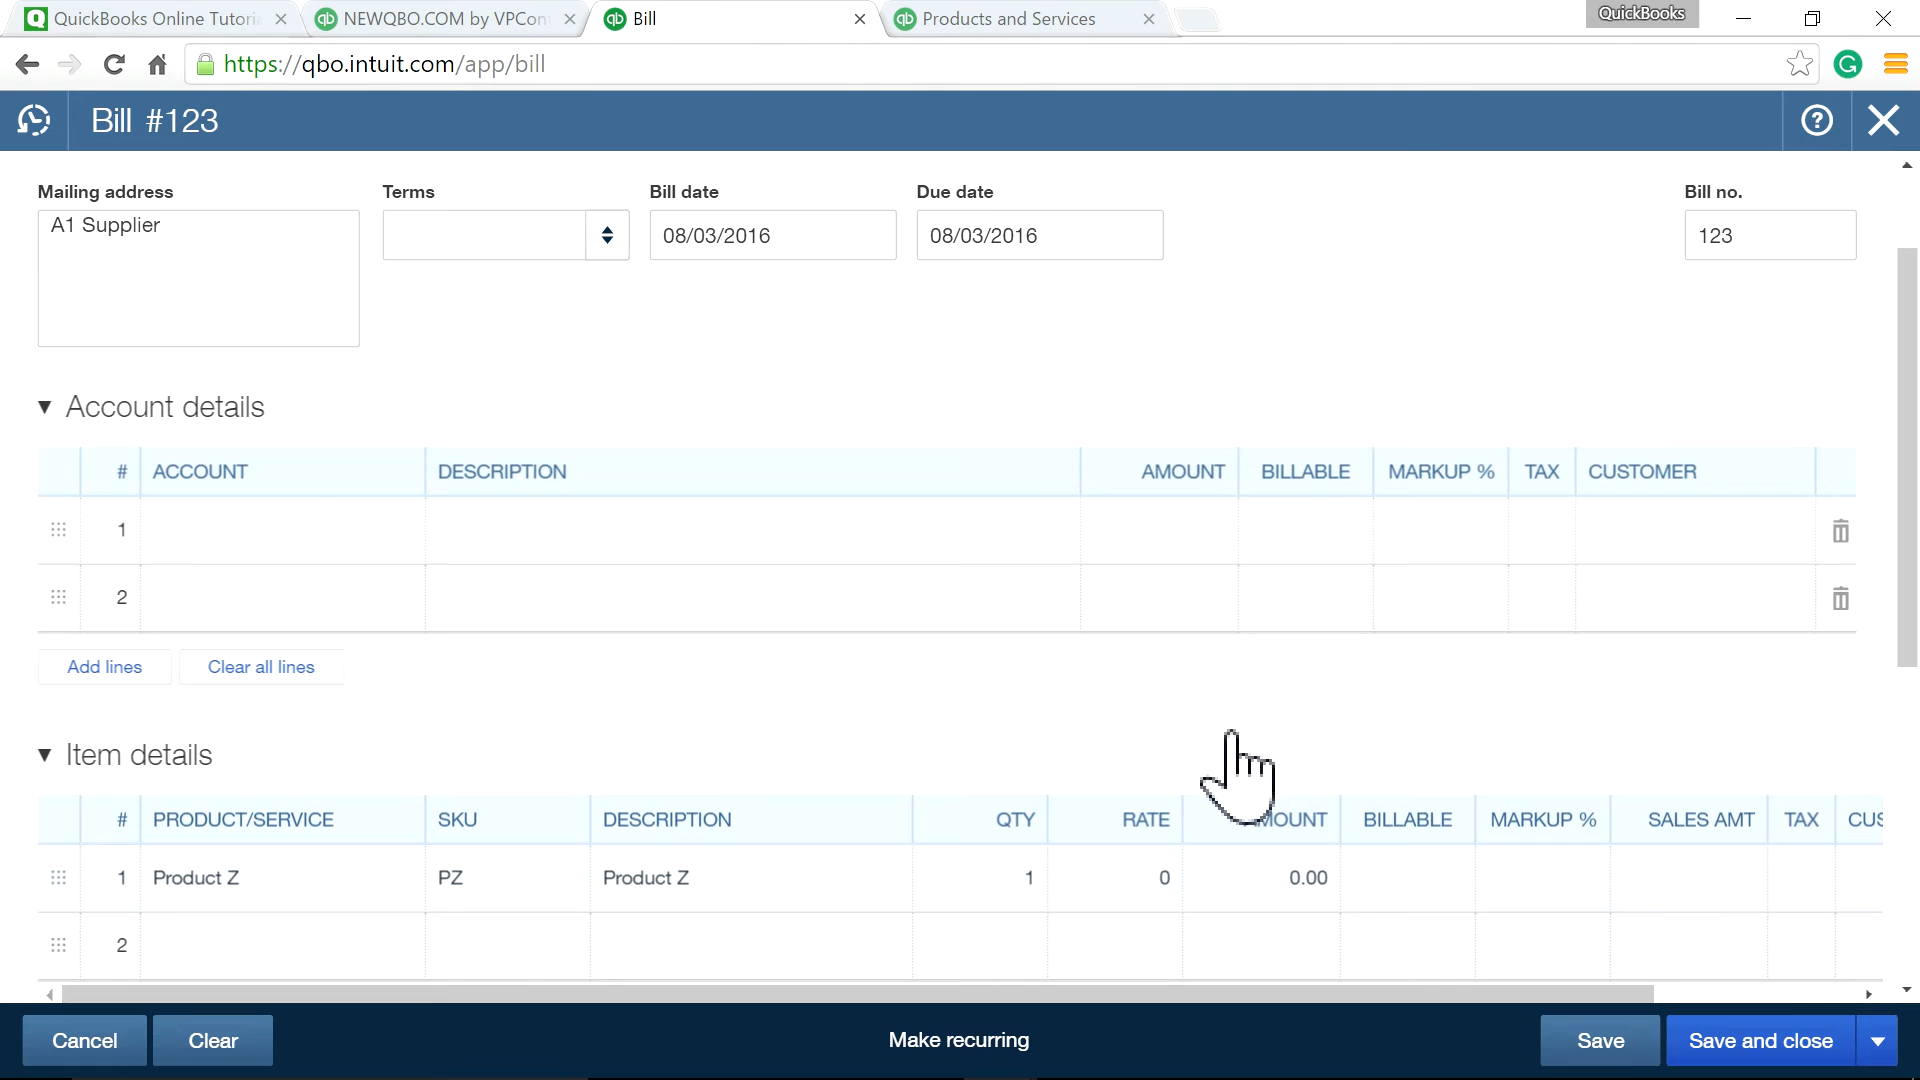 QuickBooks Online Tutori
NEWQBO.COM by VPCon
Bill
Products and Services
QuickBooks
https://qbo.intuit.com/app/bill
Bill #123
Mailing address
Terms
Bill date
Due date
Bill no.
A1 Supplier
08/03/2016
08/03/2016
123
Account details
# ACCOUNT DESCRIPTION AMOUNT BILLABLE MARKUP % TAX CUSTOMER
1
2
Add lines
Clear all lines
Item details
# PRODUCT/SERVICE SKU DESCRIPTION QTY RATE MOUNT BILLABLE MARKUP % SALES AMT TAX CUS
1 Product Z PZ Product Z 1 0 0.00
2
Cancel
Clear
Make recurring
Save
Save and close